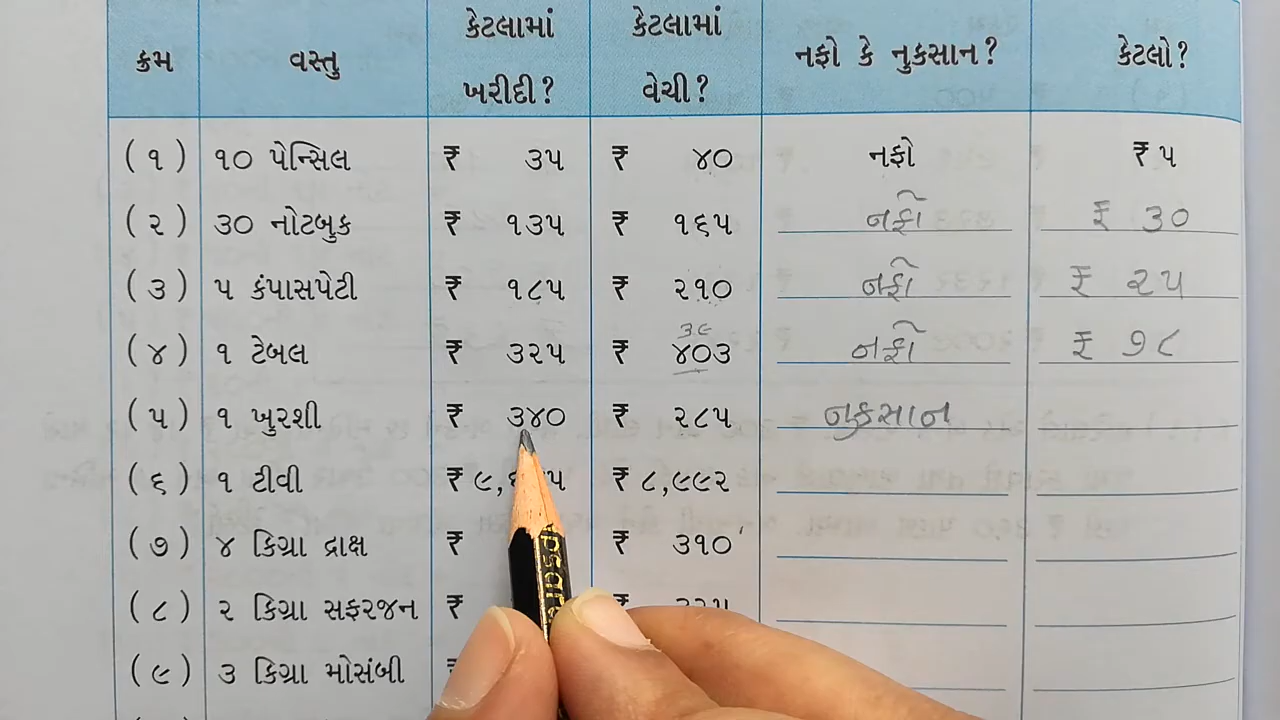 ક્રમ વસ્તુ કેટલામાં ખરીદી? કેટલામાં વેચી? નફો કે નુકસાન? કેટલો?
(૧) ૧૦ પેન્સિલ ₹ ૩૫ ₹ ૪૦ નફો ₹ ૫
(૨) ૩૦ નોટબુક ₹ ૧૩૫ ₹ ૧૬૫ નફો ₹ ૩૦
(૩) ૫ કંપાસપેટી ₹ ૧૮૫ ₹ ૨૧૦ નફો ₹ ૨૫
૩૯
(૪) ૧ ટેબલ ₹ ૩૨૫ ₹ ૪૦૩ નફો ₹ ૭૮
(૫) ૧ ખુરશી ₹ ૩૪૦ ₹ ૨૮૫ નુકસાન
(૬) ૧ ટીવી ₹ ₹ ૮,૯૯૨
(૭) ૪ કિગ્રા દ્રાક્ષ ₹ ₹ ૩૧૦
(૮) ૨ કિગ્રા સફરજન ₹
(૯) ૩ કિગ્રા મોસંબી